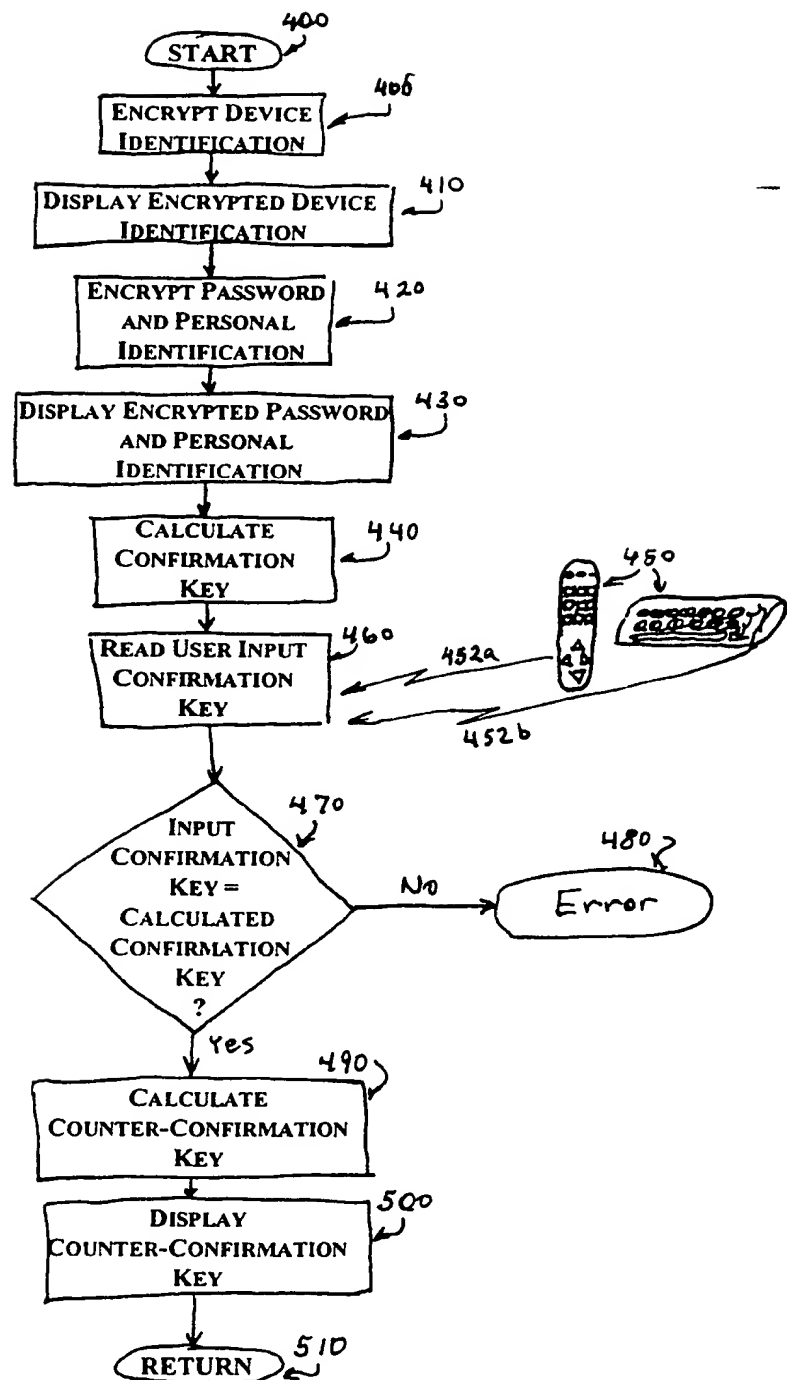 400
START
405
ENCRYPT DEVICE
IDENTIFICATION
410
DISPLAY ENCRYPTED DEVICE
IDENTIFICATION
420
ENCRYPT PASSWORD
AND PERSONAL
IDENTIFICATION
430
DISPLAY ENCRYPTED PASSWORD
AND PERSONAL
IDENTIFICATION
440
CALCULATE
CONFIRMATION
KEY
450
460
READ USER INPUT
CONFIRMATION
KEY
452a
452b
470
INPUT
CONFIRMATION
KEY =
CALCULATED
CONFIRMATION
KEY
?
No
480
Error
Yes
490
CALCULATE
COUNTER-CONFIRMATION
KEY
500
DISPLAY
COUNTER-CONFIRMATION
KEY
510
RETURN